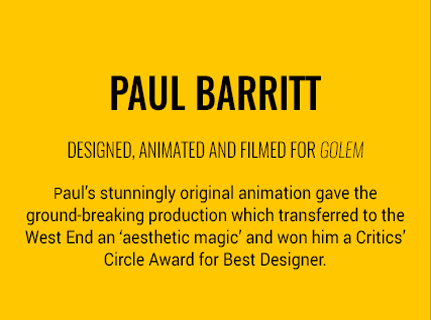 PAUL BARRITT
DESIGNED, ANIMATED AND FILMED FOR GOLEM
Paul's stunningly original animation gave the
ground-breaking production which transferred to the
West End an ‘aesthetic magic’ and won him a Critics’
Circle Award for Best Designer.